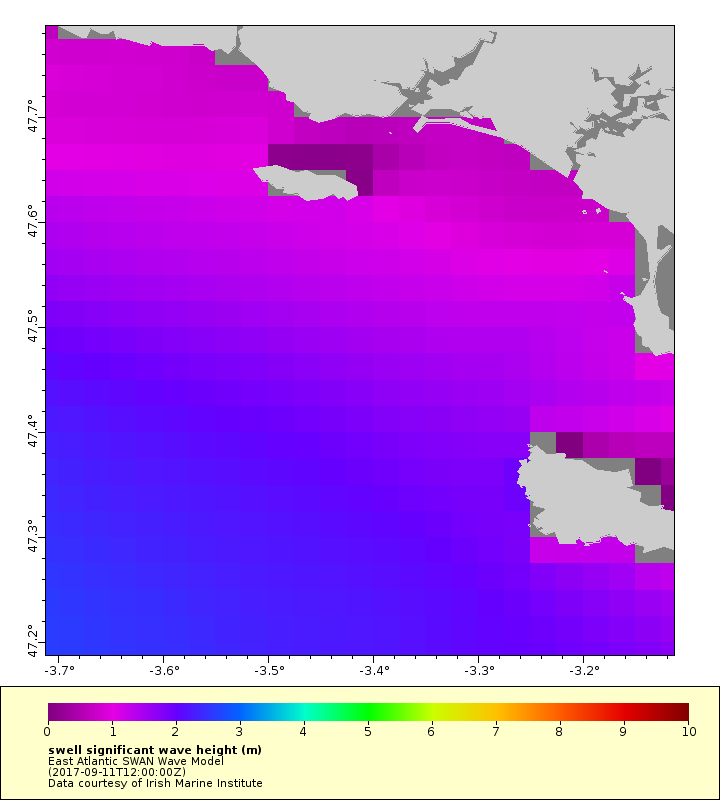 47.7°
47.6°
47.5°
47.4°
47.3°
47.2°
-3.7° -3.6° -3.5° -3.4° -3.3° -3.2°
0 1 2 3 4 5 6 7 8 9 10
swell significant wave height (m)
East Atlantic SWAN Wave Model
(2017-09-11T12:00:00Z)
Data courtesy of Irish Marine Institute